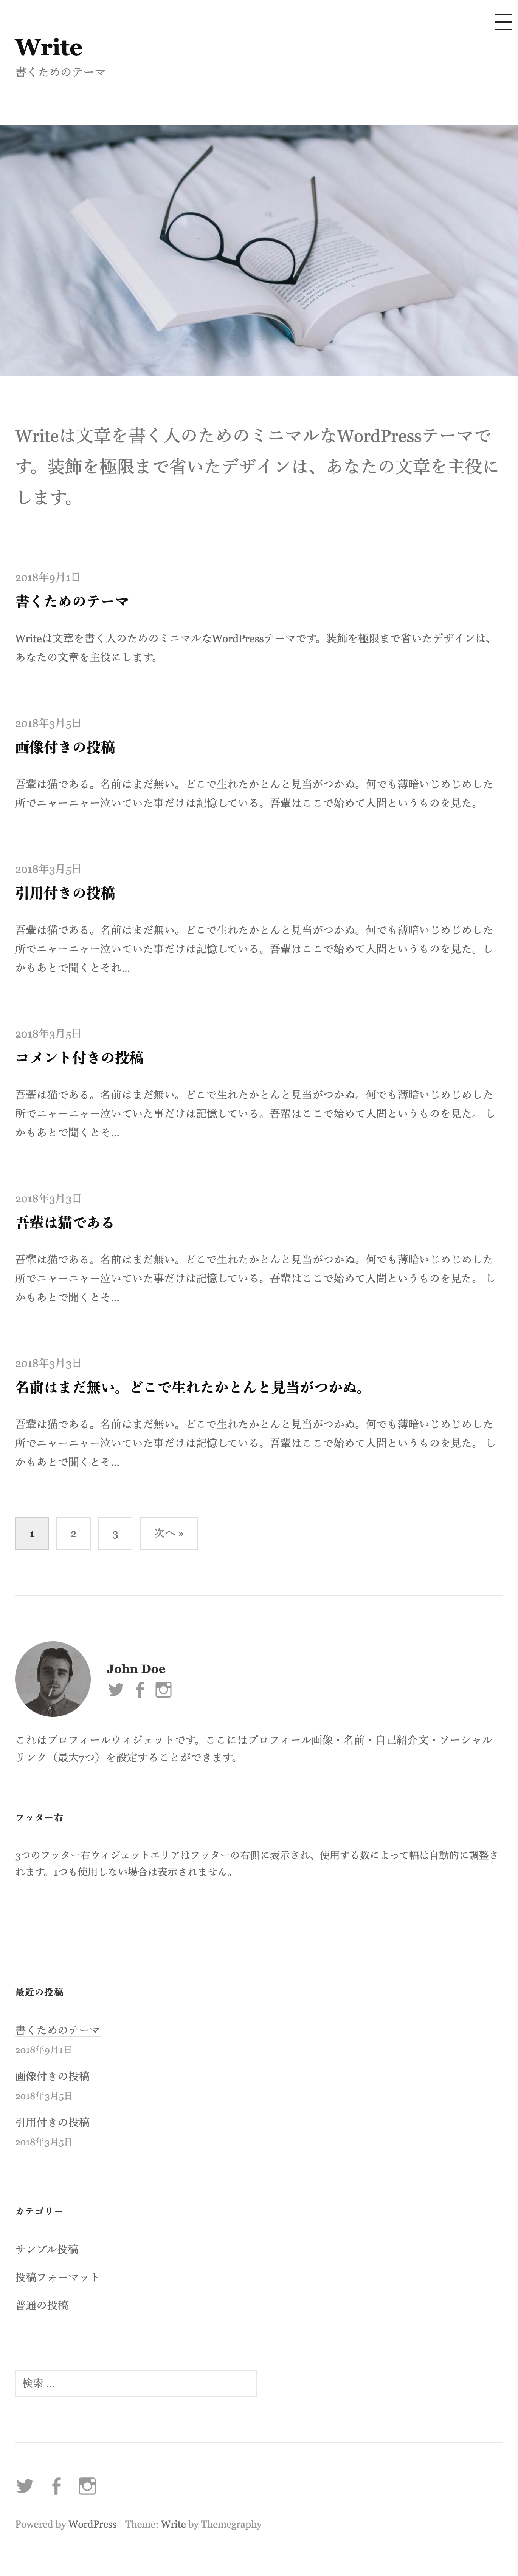 Write
書くためのテーマ
Writeは文章を書く人のためのミニマルなWordPressテーマで
す。装飾を極限まで省いたデザインは、あなたの文章を主役に
します。
2018年9月1日
書くためのテーマ
Writeは文章を書く人のためのミニマルなWordPressテーマです。装飾を極限まで省いたデザインは、
あなたの文章を主役にします。
2018年3月5日
画像付きの投稿
吾輩は猫である。名前はまだ無い。どこで生れたかとんと見当がつかぬ。何でも薄暗いじめじめした
所でニャーニャー泣いていた事だけは記憶している。吾輩はここで始めて人間というものを見た。
2018年3月5日
引用付きの投稿
吾輩は猫である。名前はまだ無い。どこで生れたかとんと見当がつかぬ。何でも薄暗いじめじめした
所でニャーニャー泣いていた事だけは記憶している。吾輩はここで始めて人間というものを見た。し
かもあとで聞くとそれ...
2018年3月5日
コメント付きの投稿
吾輩は猫である。名前はまだ無い。どこで生れたかとんと見当がつかぬ。何でも薄暗いじめじめした
所でニャーニャー泣いていた事だけは記憶している。吾輩はここで始めて人間というものを見た。 し
かもあとで聞くとそ...
2018年3月3日
吾輩は猫である
吾輩は猫である。名前はまだ無い。どこで生れたかとんと見当がつかぬ。何でも薄暗いじめじめした
所でニャーニャー泣いていた事だけは記憶している。吾輩はここで始めて人間というものを見た。 し
かもあとで聞くとそ...
2018年3月3日
名前はまだ無い。どこで生れたかとんと見当がつかぬ。
吾輩は猫である。名前はまだ無い。どこで生れたかとんと見当がつかぬ。何でも薄暗いじめじめした
所でニャーニャー泣いていた事だけは記憶している。吾輩はここで始めて人間というものを見た。 し
かもあとで聞くとそ...
1 2 3 次へ »
John Doe
これはプロフィールウィジェットです。ここにはプロフィール画像・名前・自己紹介文・ソーシャル
リンク（最大7つ）を設定することができます。
フッター右
3つのフッター右ウィジェットエリアはフッターの右側に表示され、使用する数によって幅は自動的に調整さ
れます。1つも使用しない場合は表示されません。
最近の投稿
書くためのテーマ
2018年9月1日
画像付きの投稿
2018年3月5日
引用付きの投稿
2018年3月5日
カテゴリー
サンプル投稿
投稿フォーマット
普通の投稿
検索 ...
Powered by WordPress | Theme: Write by Themegraphy